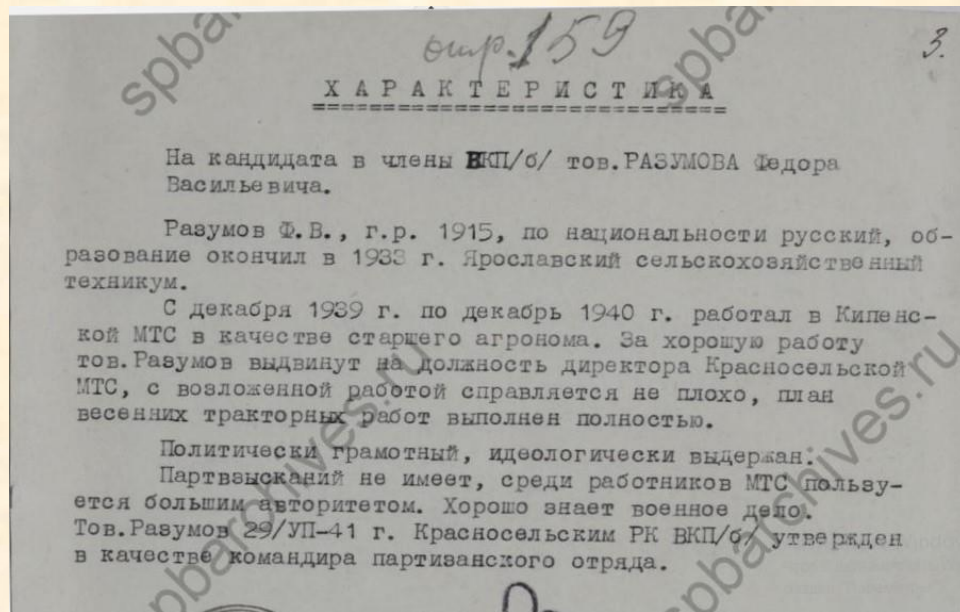 отр. 159
3.
ХАРАКТЕРИСТИКА
На кандидата в члены ВКП/б/ тов.РАЗУМОВА Федора
Васильевича.
Разумов Ф.В., г.р. 1915, по национальности русский, об-
разование окончил в 1933 г. Ярославский сельскохозяйственный
техникум.
С декабря 1939 г. по декабрь 1940 г. работал в Кипенс-
кой МТС в качестве старшего агронома. За хорошую работу
тов.Разумов выдвинут на должность директора Красносельской
МТС, с возложенной работой справляется не плохо, план
весенних тракторных работ выполнен полностью.
Политически грамотный, идеологически выдержан.
Партвзысканий не имеет, среди работников МТС пользу-
ется большим авторитетом. Хорошо знает военное дело.
Тов.Разумов 29/УП-41 г. Красносельским РК ВКП/б/ утвержден
в качестве командира партизанского отряда.
spbarchives.ru